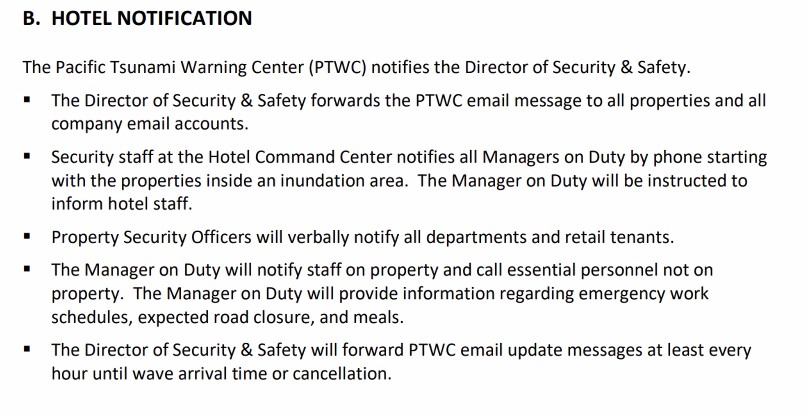 B. HOTEL NOTIFICATION
The Pacific Tsunami Warning Center (PTWC) notifies the Director of Security & Safety.
▪ The Director of Security & Safety forwards the PTWC email message to all properties and all
company email accounts.
▪ Security staff at the Hotel Command Center notifies all Managers on Duty by phone starting
with the properties inside an inundation area. The Manager on Duty will be instructed to
inform hotel staff.
▪ Property Security Officers will verbally notify all departments and retail tenants.
▪ The Manager on Duty will notify staff on property and call essential personnel not on
property. The Manager on Duty will provide information regarding emergency work
schedules, expected road closure, and meals.
▪ The Director of Security & Safety will forward PTWC email update messages at least every
hour until wave arrival time or cancellation.